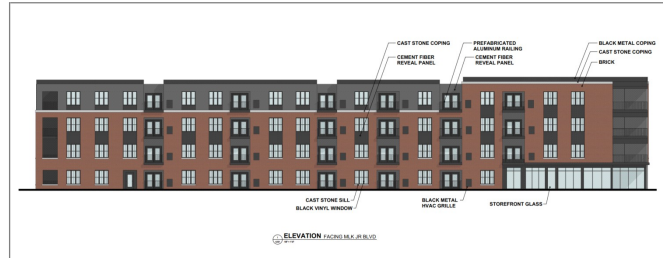 CAST STONE COPING
CEMENT FIBER
REVEAL PANEL
PREFABRICATED
ALUMINUM RAILING
CEMENT FIBER
REVEAL PANEL
BLACK METAL COPING
CAST STONE COPING
BRICK
CAST STONE SILL
BLACK VINYL WINDOW
BLACK METAL
HVAC GRILLE
STOREFRONT GLASS
ELEVATION FACING MLK JR BLVD